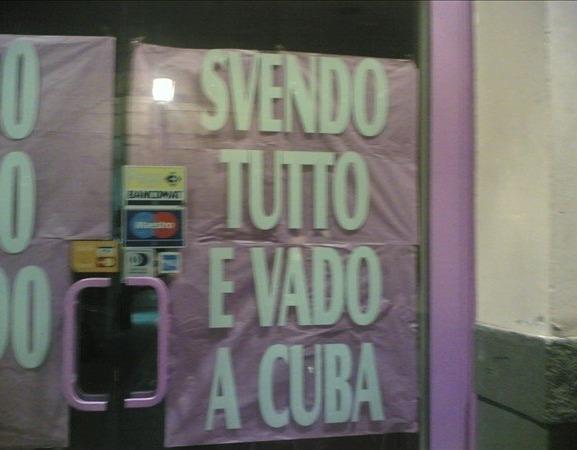 SVENDO
TUTTO
E VADO
A CUBA
BANCOMAT
Maestro